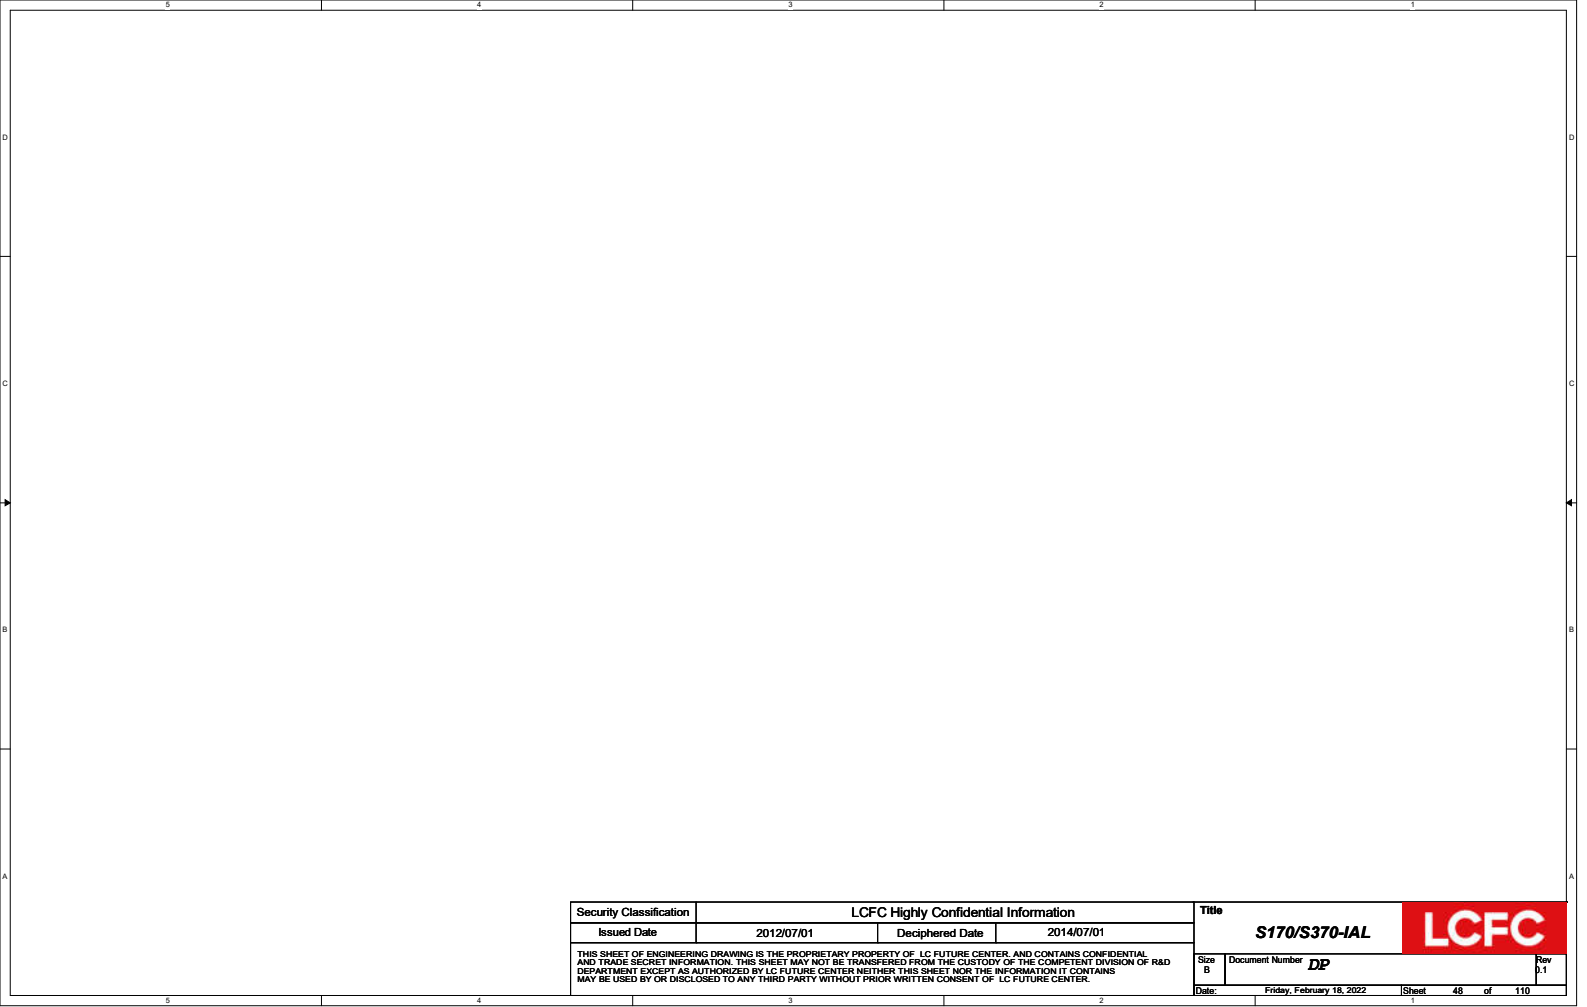 5 4 3 2 1
D D
C C
B B
A A
Security Classification LCFC Highly Confidential Information
Issued Date 2012/07/01 Deciphered Date 2014/07/01
THIS SHEET OF ENGINEERING DRAWING IS THE PROPRIETARY PROPERTY OF LC FUTURE CENTER. AND CONTAINS CONFIDENTIAL
AND TRADE SECRET INFORMATION. THIS SHEET MAY NOT BE TRANSFERED FROM THE CUSTODY OF THE COMPETENT DIVISION OF R&D
DEPARTMENT EXCEPT AS AUTHORIZED BY LC FUTURE CENTER NEITHER THIS SHEET NOR THE INFORMATION IT CONTAINS
MAY BE USED BY OR DISCLOSED TO ANY THIRD PARTY WITHOUT PRIOR WRITTEN CONSENT OF LC FUTURE CENTER.
Title
S170/S370-IAL
LCFC
Size Document Number Rev
B DP 0.1
Date: Friday, February 18, 2022 Sheet 48 of 110
5 4 3 2 1